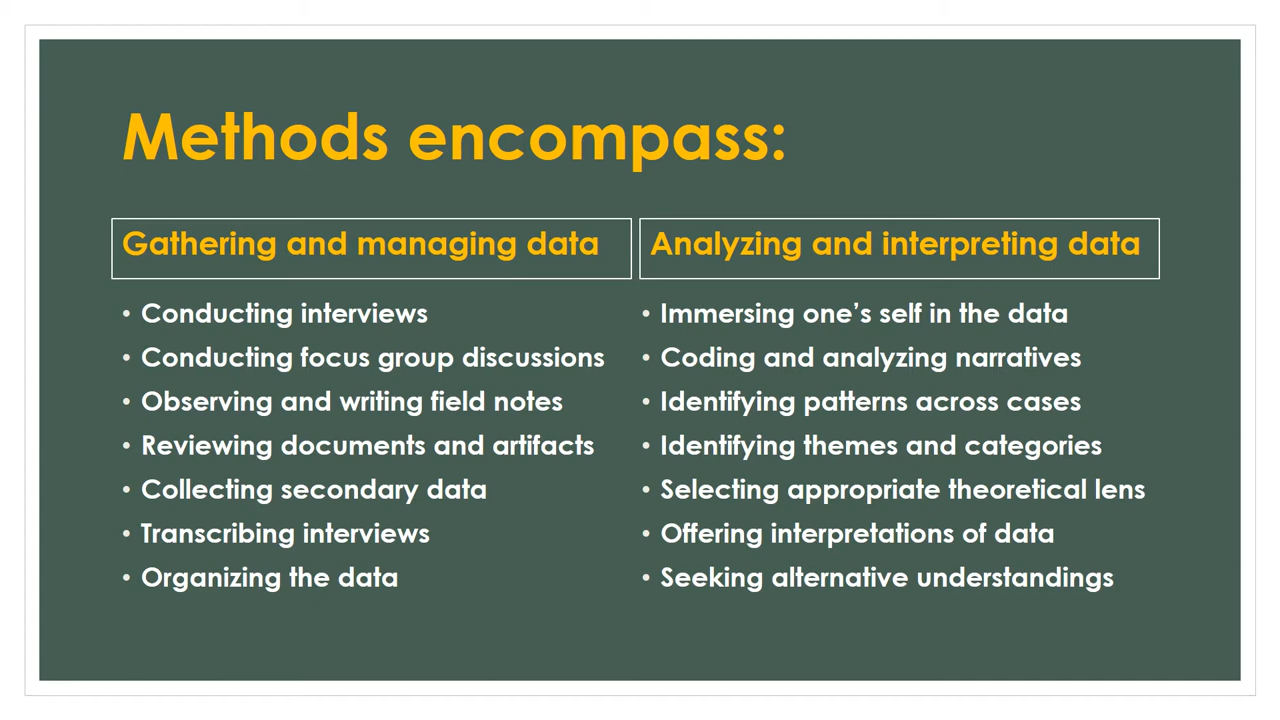 Methods encompass:
Gathering and managing data
• Conducting interviews
• Conducting focus group discussions
• Observing and writing field notes
• Reviewing documents and artifacts
• Collecting secondary data
• Transcribing interviews
• Organizing the data
Analyzing and interpreting data
• Immersing one’s self in the data
• Coding and analyzing narratives
• Identifying patterns across cases
• Identifying themes and categories
• Selecting appropriate theoretical lens
• Offering interpretations of data
• Seeking alternative understandings